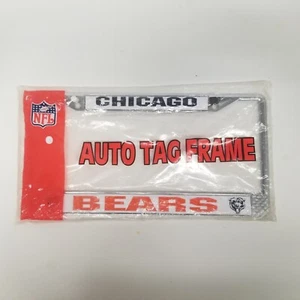 NFL
CHICAGO
AUTO TAG FRAME
BEARS